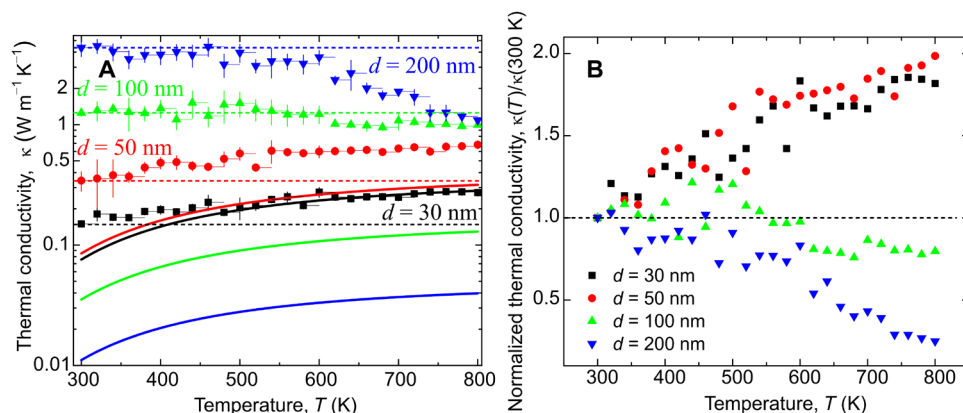 Thermal conductivity, κ (W m⁻¹ K⁻¹)
2
1
0.5
0.1
0.01
A
d = 200 nm
d = 100 nm
d = 50 nm
d = 30 nm
300 400 500 600 700 800
Temperature, T (K)
Normalized thermal conductivity, κ(T)/κ(300 K)
2.0
1.5
1.0
0.5
B
d = 30 nm
d = 50 nm
d = 100 nm
d = 200 nm
300 400 500 600 700 800
Temperature, T (K)